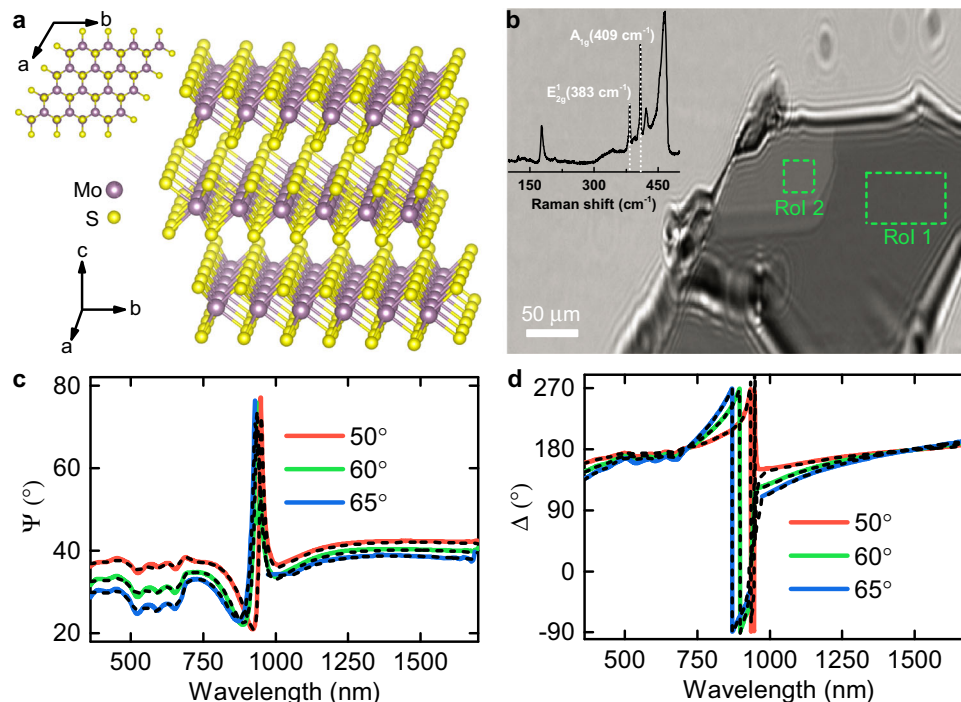 a
b
a
Mo
S
c
b
a
b
A1g(409 cm⁻¹)
E¹2g(383 cm⁻¹)
150 300 450
Raman shift (cm⁻¹)
RoI 2
RoI 1
50 μm
c
80
60
40
20
Ψ (°)
50°
60°
65°
500 750 1000 1250 1500
Wavelength (nm)
d
270
180
90
0
-90
Δ (°)
50°
60°
65°
500 750 1000 1250 1500
Wavelength (nm)